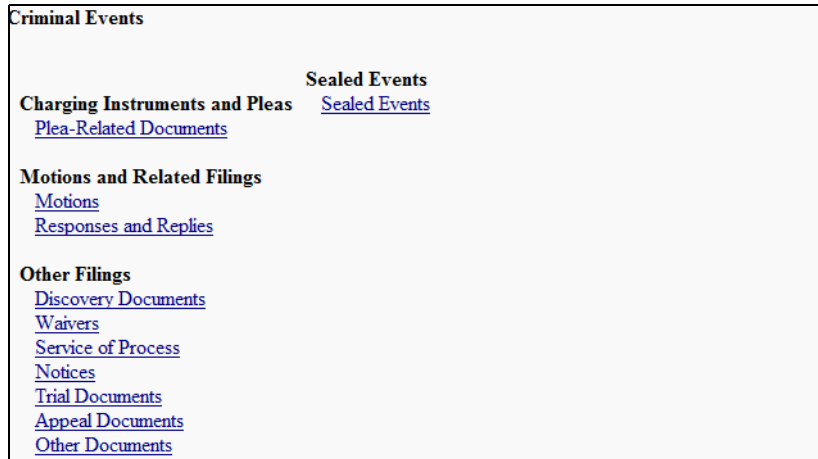 Criminal Events
Charging Instruments and Pleas
Plea-Related Documents
Motions and Related Filings
Motions
Responses and Replies
Other Filings
Discovery Documents
Waivers
Service of Process
Notices
Trial Documents
Appeal Documents
Other Documents
Sealed Events
Sealed Events